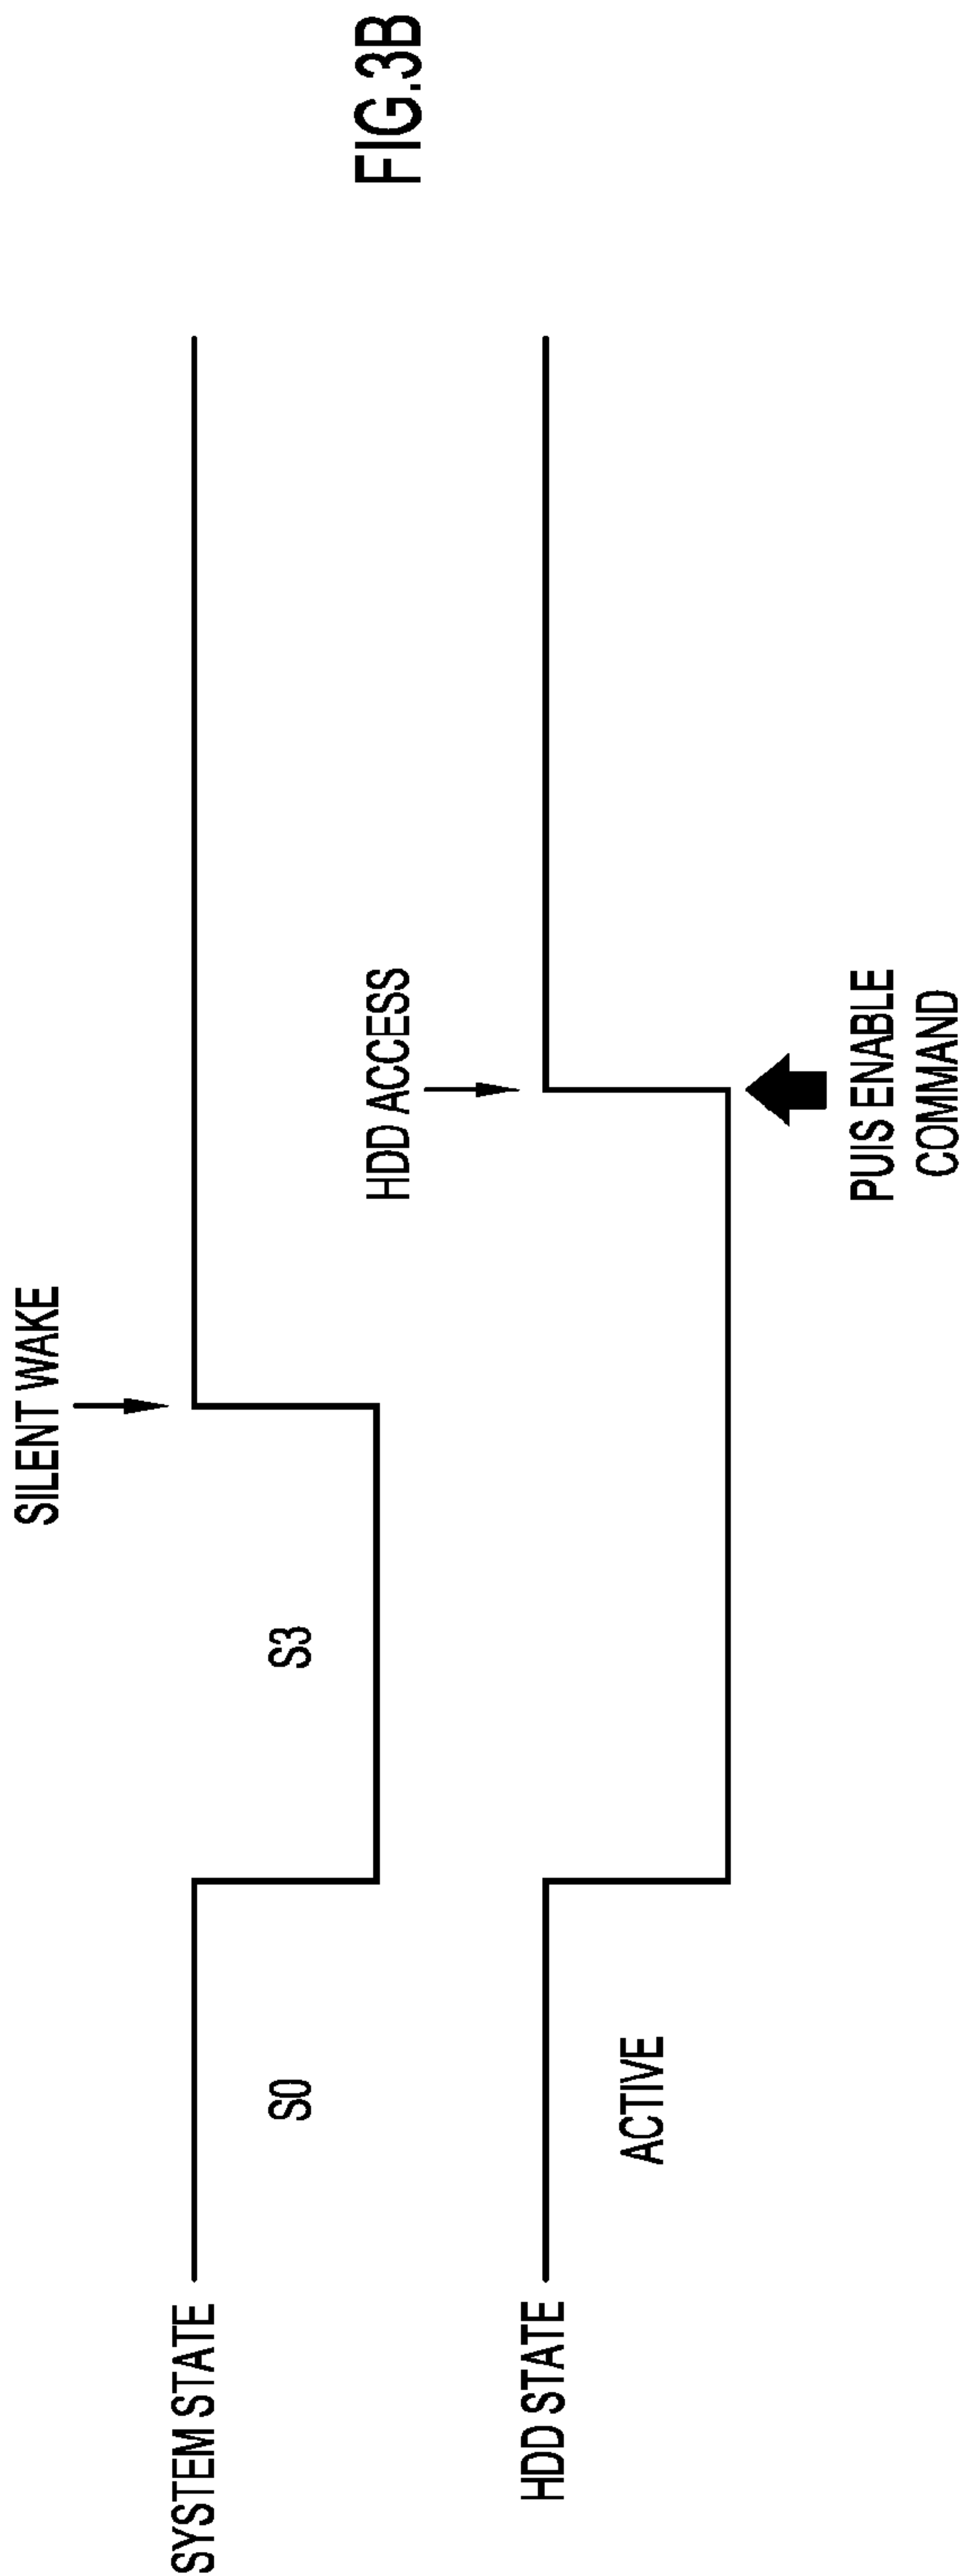 SILENT WAKE
SYSTEM STATE
S0
S3
HDD ACCESS
HDD STATE
ACTIVE
PUIS ENABLE
COMMAND
FIG.3B